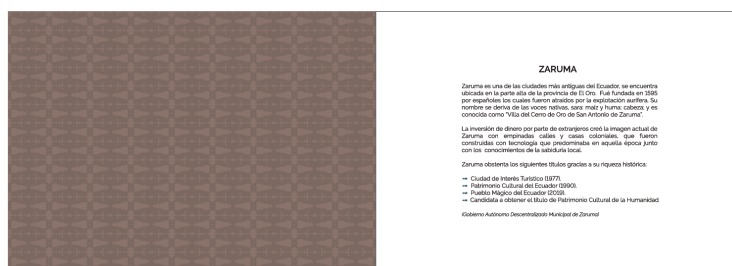 ZARUMA
Zaruma es una de las ciudades más antiguas del Ecuador, se encuentra
ubicada en la parte alta de la provincia de El Oro. Fué fundada en 1595
por españoles los cuales fueron atraídos por la explotación aurífera. Su
nombre se deriva de las voces nativas, sara: maíz y huma: cabeza; y es
conocida como "Villa del Cerro de Oro de San Antonio de Zaruma".
La inversión de dinero por parte de extranjeros creó la imagen actual de
Zaruma con empinadas calles y casas coloniales, que fueron
construidas con tecnología que predominaba en aquella época junto
con los conocimientos de la sabiduría local.
Zaruma obstenta los siguientes títulos gracias a su riqueza histórica:
Ciudad de Interés Turístico (1977).
Patrimonio Cultural del Ecuador (1990).
Pueblo Mágico del Ecuador (2019).
Candidata a obtener el título de Patrimonio Cultural de la Humanidad
(Gobierno Autónomo Descentralizado Municipal de Zaruma)